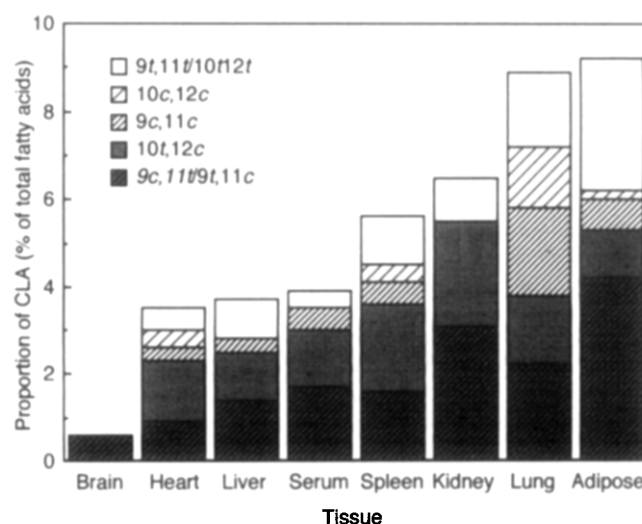 10
8
6
4
2
0
Proportion of CLA (% of total fatty acids)
9t,11t/10t12t
10c,12c
9c,11c
10t,12c
9c,11t/9t,11c
Brain Heart Liver Serum Spleen Kidney Lung Adipose
Tissue